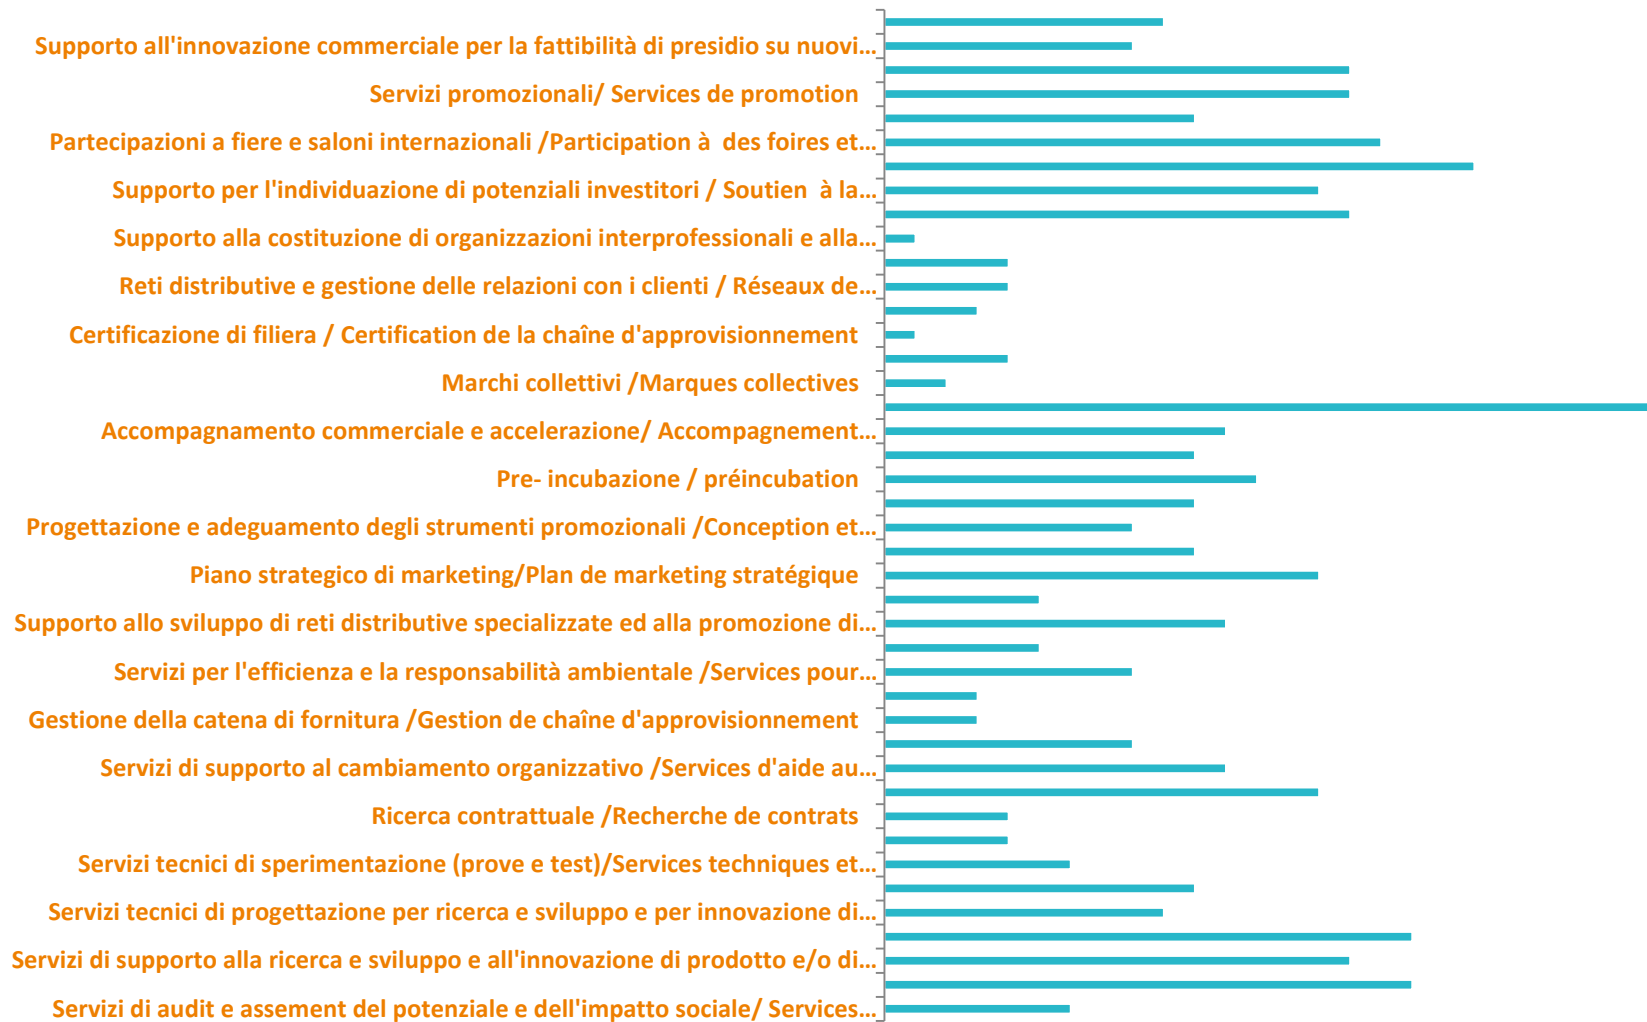 Supporto all'innovazione commerciale per la fattibilità di presidio su nuovi...
Servizi promozionali/ Services de promotion
Partecipazioni a fiere e saloni internazionali /Participation à  des foires et...
Supporto per l'individuazione di potenziali investitori / Soutien  à la...
Supporto alla costituzione di organizzazioni interprofessionali e alla...
Reti distributive e gestione delle relazioni con i clienti / Réseaux de...
Certificazione di filiera / Certification de la chaîne d'approvisionnement
Marchi collettivi /Marques collectives
Accompagnamento commerciale e accelerazione/ Accompagnement...
Pre- incubazione / préincubation
Progettazione e adeguamento degli strumenti promozionali /Conception et...
Piano strategico di marketing/Plan de marketing stratégique
Supporto allo sviluppo di reti distributive specializzate ed alla promozione di...
Servizi per l'efficienza e la responsabilità ambientale /Services pour...
Gestione della catena di fornitura /Gestion de chaîne d'approvisionnement
Servizi di supporto al cambiamento organizzativo /Services d'aide au...
Ricerca contrattuale /Recherche de contrats
Servizi tecnici di sperimentazione (prove e test)/Services techniques et...
Servizi tecnici di progettazione per ricerca e sviluppo e per innovazione di...
Servizi di supporto alla ricerca e sviluppo e all'innovazione di prodotto e/o di...
Servizi di audit e assement del potenziale e dell'impatto sociale/ Services...